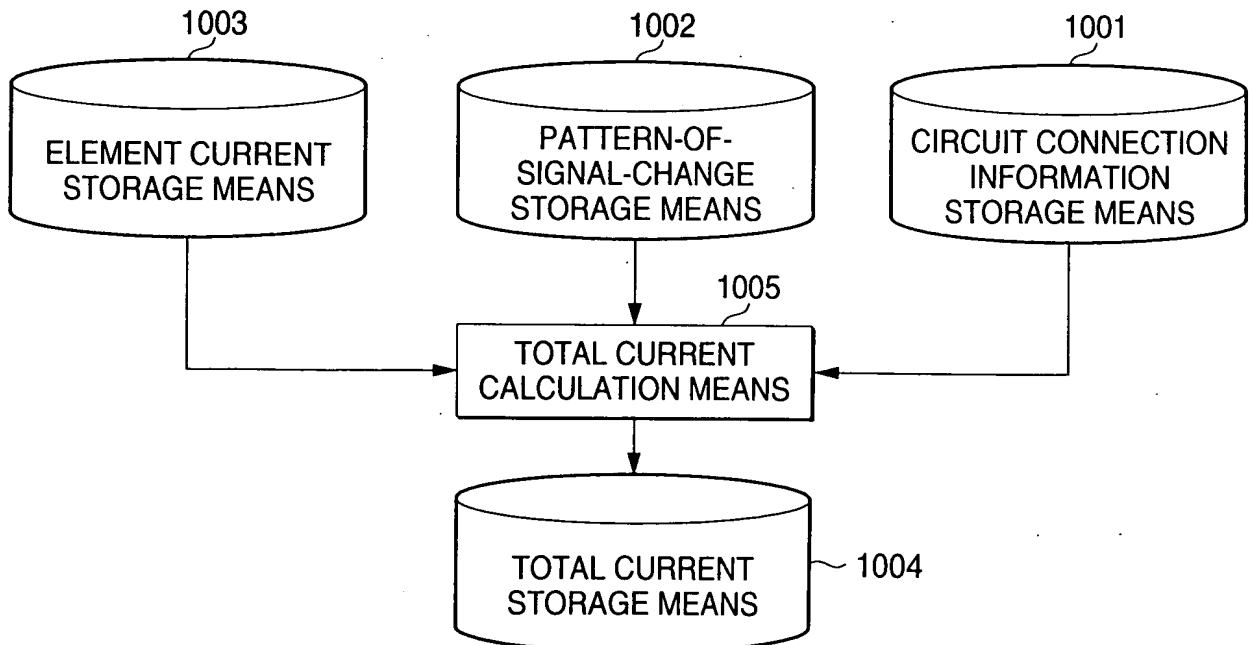 1003
1002
1001
ELEMENT CURRENT
STORAGE MEANS
PATTERN-OF-
SIGNAL-CHANGE
STORAGE MEANS
CIRCUIT CONNECTION
INFORMATION
STORAGE MEANS
1005
TOTAL CURRENT
CALCULATION MEANS
TOTAL CURRENT
STORAGE MEANS
1004